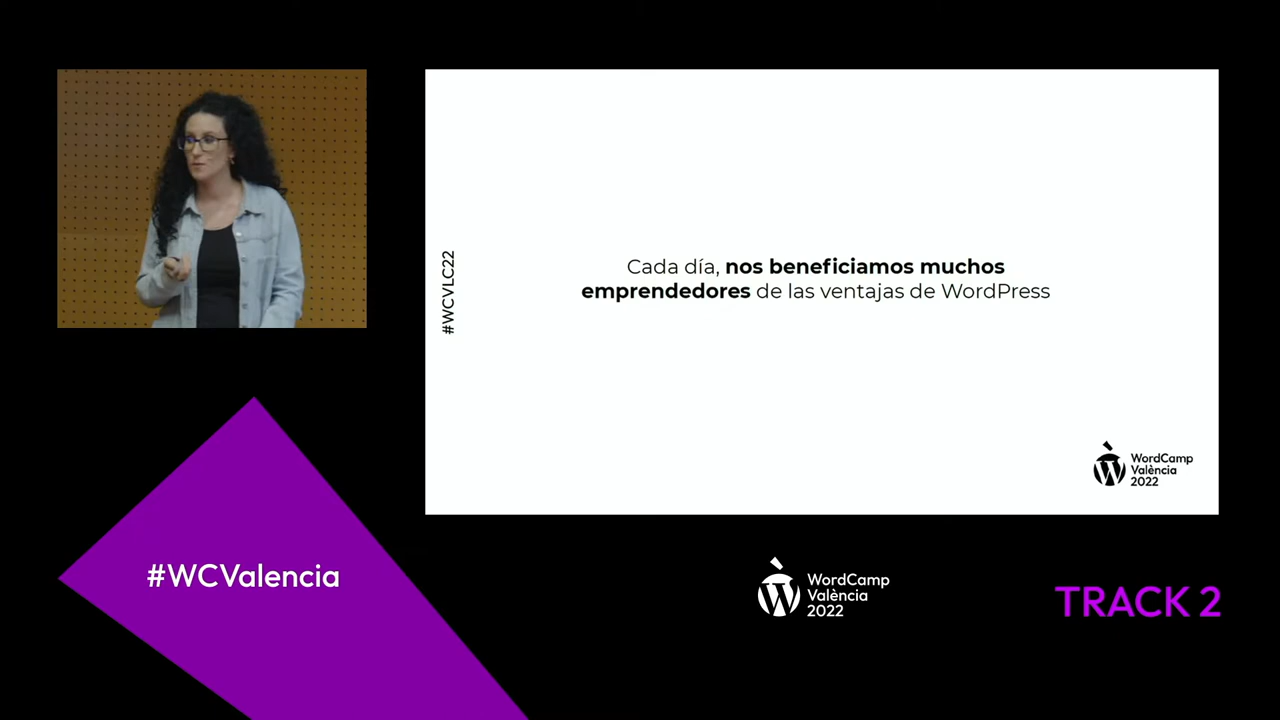 #WCVLC22
Cada día, nos beneficiamos muchos
emprendedores de las ventajas de WordPress
WordCamp
València
2022
#WCValencia
WordCamp
València
2022
TRACK 2